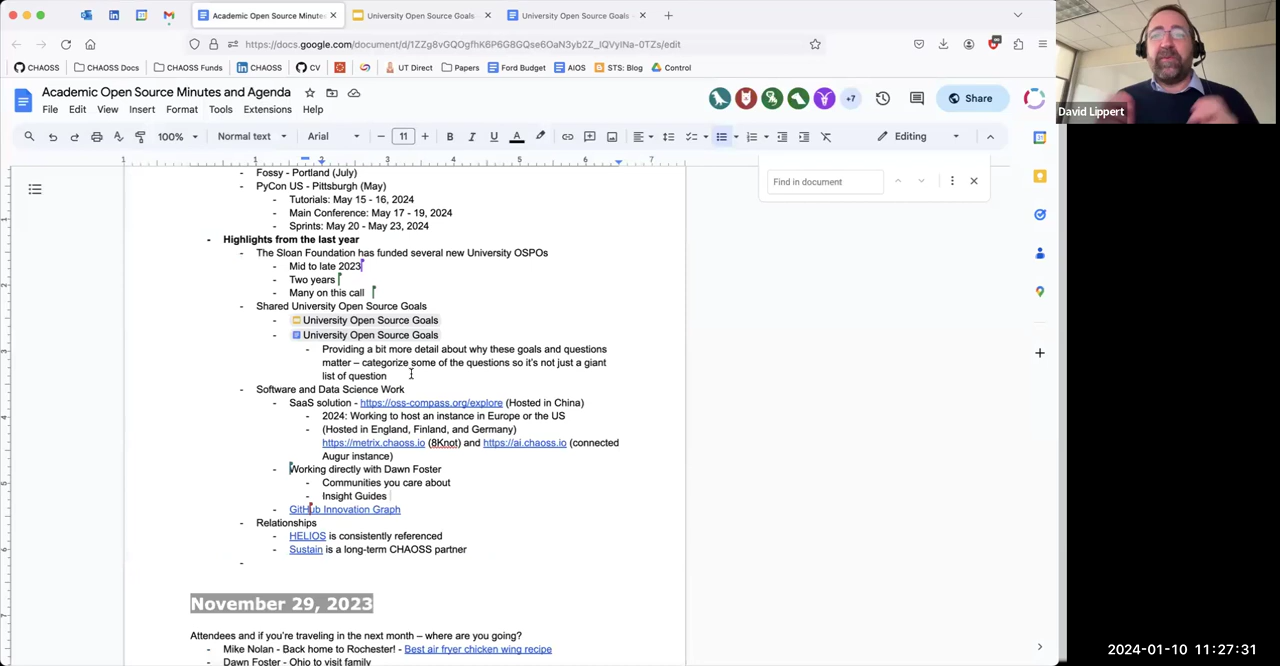 Academic Open Source Minutes
University Open Source Goals
University Open Source Goals
https://docs.google.com/document/d/1ZZg8vGQOgfhK6P6G8GQse6OaN3yb2Z_lQVyINa-0TZs/edit
CHAOSS
CHAOSS Docs
CHAOSS Funds
CHAOSS
CV
UT Direct
Papers
Ford Budget
AIOS
STS: Blog
Control
Academic Open Source Minutes and Agenda
File Edit View Insert Format Tools Extensions Help
+7
Share
David Lippert
100%
Normal text
Arial
11
Editing
1 1 2 3 4 5 6 7
Find in document
- Fossy - Portland (July)
- PyCon US - Pittsburgh (May)
- Tutorials: May 15 - 16, 2024
- Main Conference: May 17 - 19, 2024
- Sprints: May 20 - May 23, 2024
- Highlights from the last year
- The Sloan Foundation has funded several new University OSPOs
- Mid to late 2023
- Two years
- Many on this call
- Shared University Open Source Goals
- University Open Source Goals
- University Open Source Goals
- Providing a bit more detail about why these goals and questions
matter – categorize some of the questions so it's not just a giant
list of question
- Software and Data Science Work
- SaaS solution - https://oss-compass.org/explore (Hosted in China)
- 2024: Working to host an instance in Europe or the US
- (Hosted in England, Finland, and Germany)
https://metrix.chaoss.io (8Knot) and https://ai.chaoss.io (connected
Augur instance)
- Working directly with Dawn Foster
- Communities you care about
- Insight Guides
- GitHub Innovation Graph
- Relationships
- HELIOS is consistently referenced
- Sustain is a long-term CHAOSS partner
-
November 29, 2023
Attendees and if you're traveling in the next month – where are you going?
- Mike Nolan - Back home to Rochester! - Best air fryer chicken wing recipe
- Dawn Foster - Ohio to visit family
2024-01-10 11:27:31